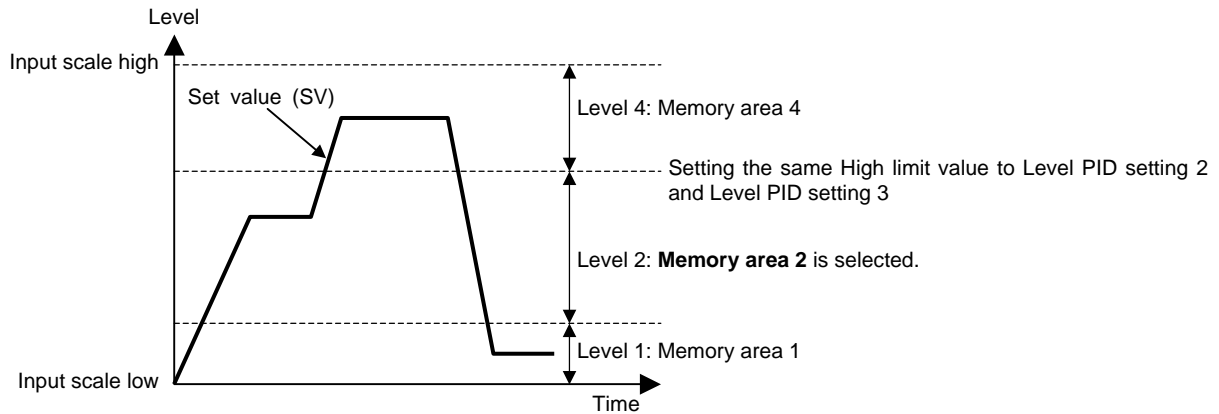 Level
Input scale high
Set value (SV)
Level 4: Memory area 4
Setting the same High limit value to Level PID setting 2
and Level PID setting 3
Level 2: Memory area 2 is selected.
Level 1: Memory area 1
Input scale low
Time